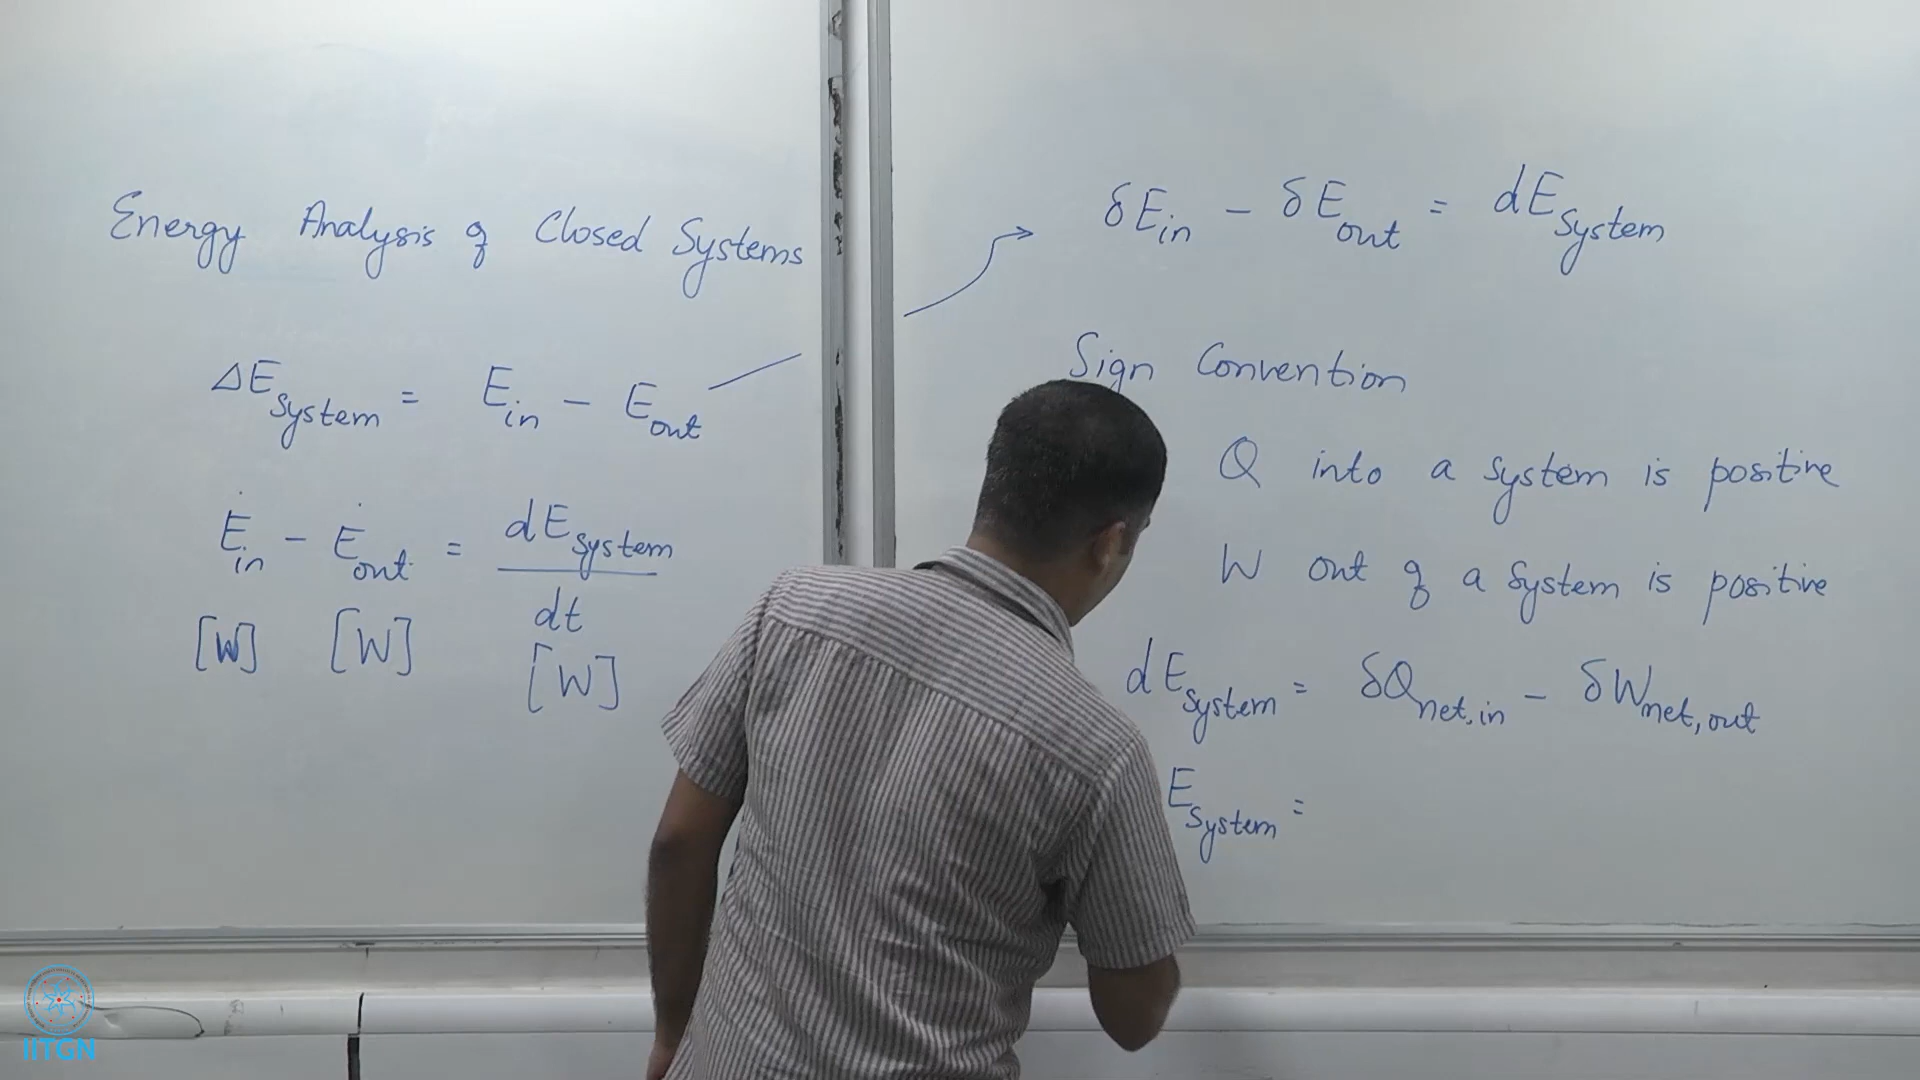 Energy Analysis of Closed Systems
ΔE_system = E_in − E_out
Ė_in − Ė_out = dE_system / dt
[W] [W] [W]
δE_in − δE_out = dE_system
Sign Convention
Q into a system is positive
W out of a system is positive
dE_system = δQ_net,in − δW_net,out
E_system =
IITGN